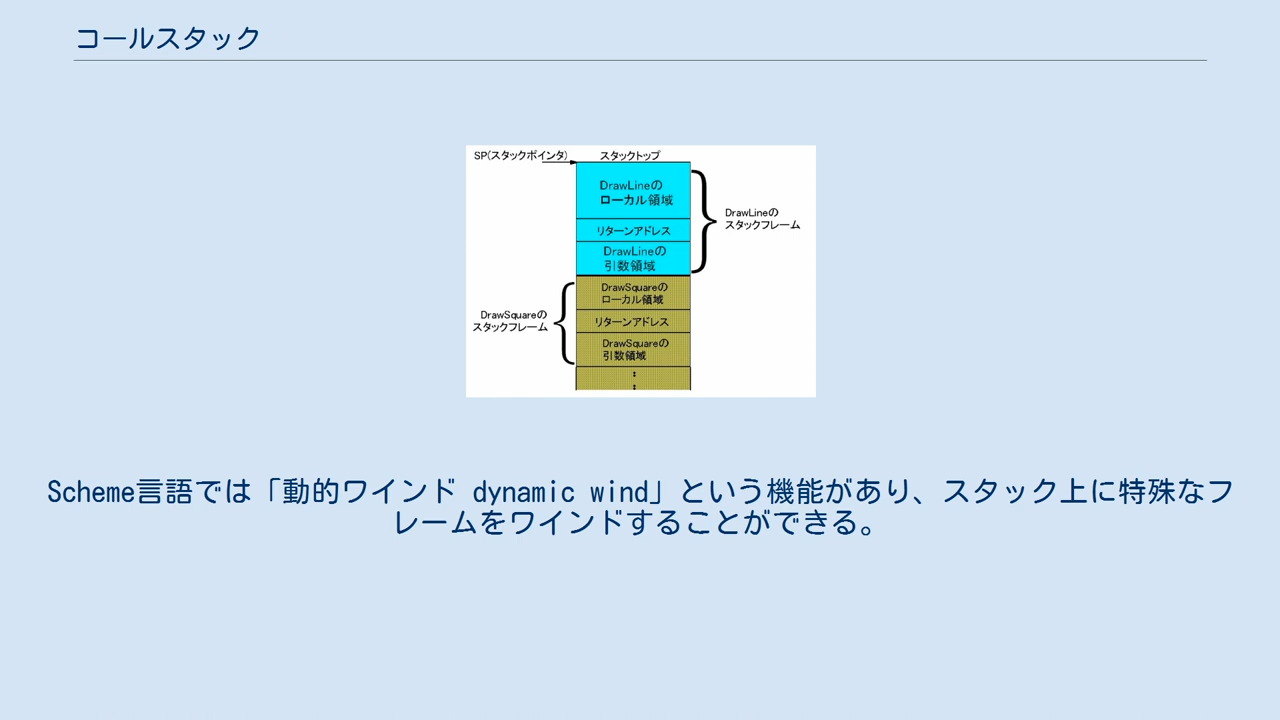 コールスタック
SP(スタックポインタ)
スタックトップ
DrawLineの
ローカル領域
リターンアドレス
DrawLineの
引数領域
DrawLineの
スタックフレーム
DrawSquareの
ローカル領域
リターンアドレス
DrawSquareの
引数領域
:
:
DrawSquareの
スタックフレーム
Scheme言語では「動的ワインド dynamic wind」という機能があり、スタック上に特殊なフ
レームをワインドすることができる。